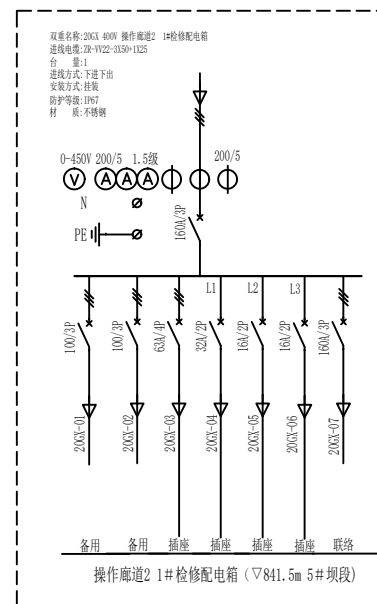 双重名称:20GX 400V 操作廊道2 1#检修配电箱
进线电缆:ZR-VV22-3X50+1X25
台 量:1
进线方式:下进下出
安装方式:挂装
防护等级:IP67
材 质:不锈钢
0-450V 200/5 1.5级 200/5
V A A A
N
PE
160A/3P
L1 L2 L3
100/3P 100/3P 63A/4P 32A/2P 16A/2P 16A/2P 160A/3P
20GX-01 20GX-02 20GX-03 20GX-04 20GX-05 20GX-06 20GX-07
备用 备用 插座 插座 插座 插座 联络
操作廊道2 1#检修配电箱 (▽841.5m 5#坝段)